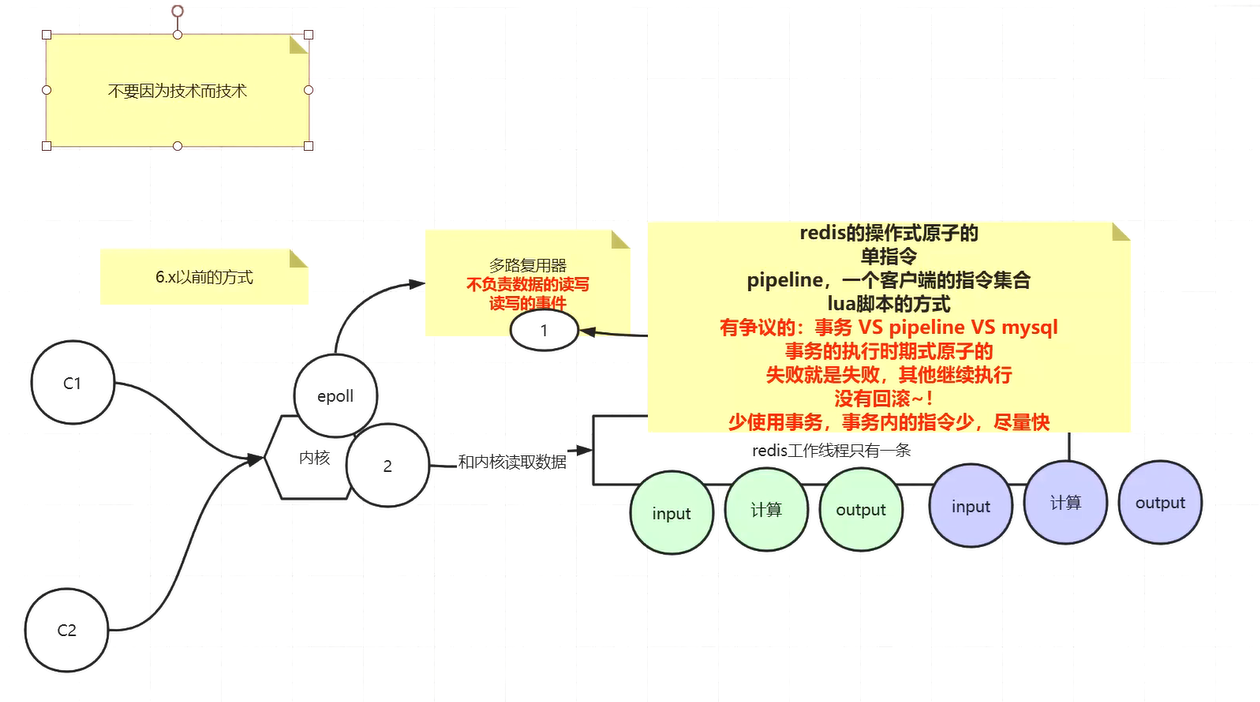 不要因为技术而技术
6.x以前的方式
多路复用器
不负责数据的读写
读写的事件
1
redis的操作式原子的
单指令
pipeline，一个客户端的指令集合
lua脚本的方式
有争议的：事务 VS pipeline VS mysql
事务的执行时期式原子的
失败就是失败，其他继续执行
没有回滚~！
少使用事务，事务内的指令少，尽量快
C1
epoll
内核
2
和内核读取数据
redis工作线程只有一条
input
计算
output
input
计算
output
C2